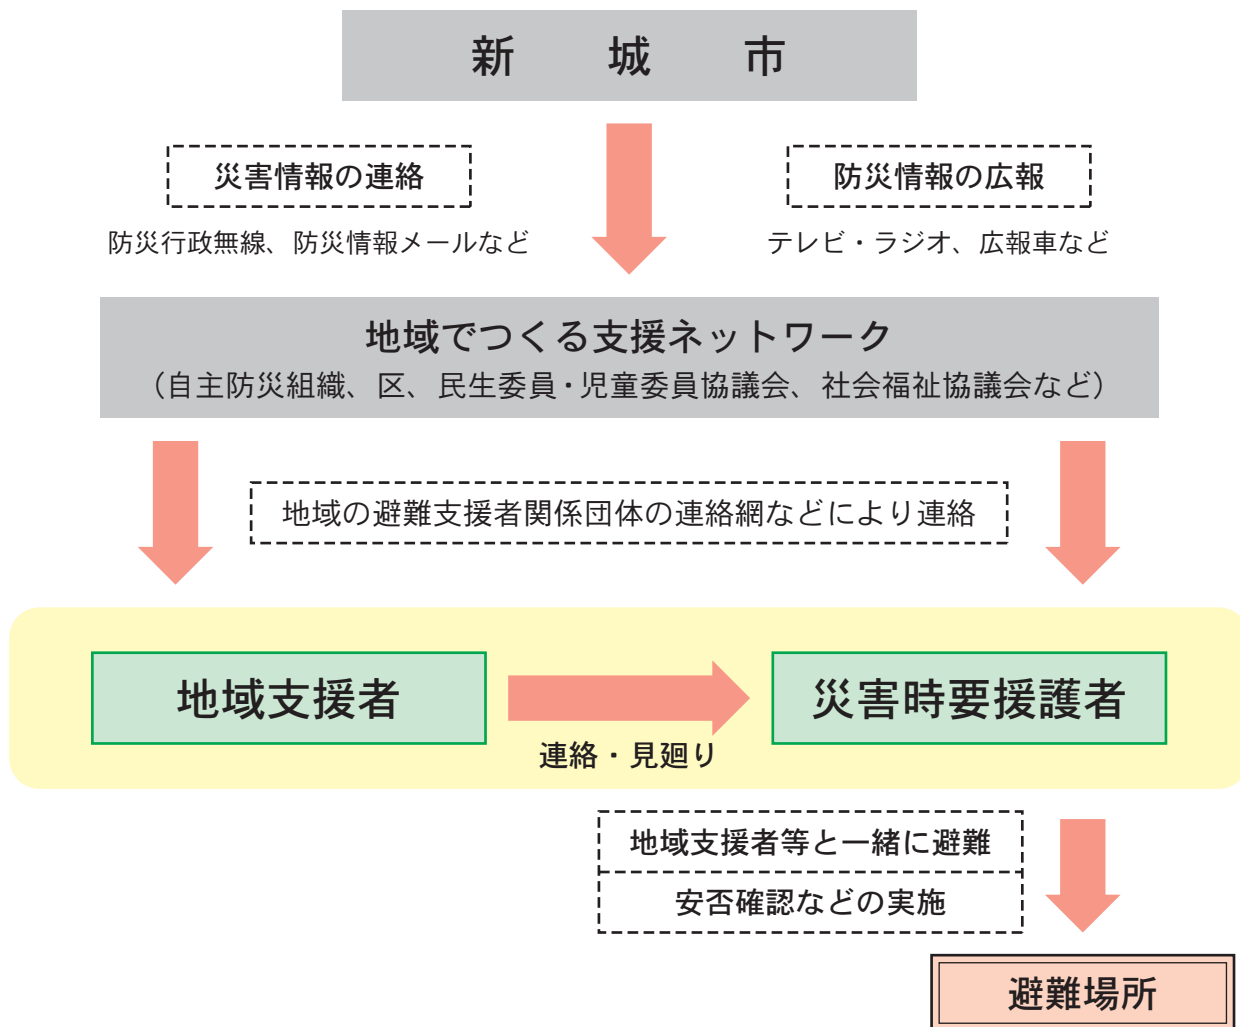 新城市
災害情報の連絡
防災行政無線、防災情報メールなど
防災情報の広報
テレビ・ラジオ、広報車など
地域でつくる支援ネットワーク
（自主防災組織、区、民生委員・児童委員協議会、社会福祉協議会など）
地域の避難支援者関係団体の連絡網などにより連絡
地域支援者
連絡・見廻り
災害時要援護者
地域支援者等と一緒に避難
安否確認などの実施
避難場所